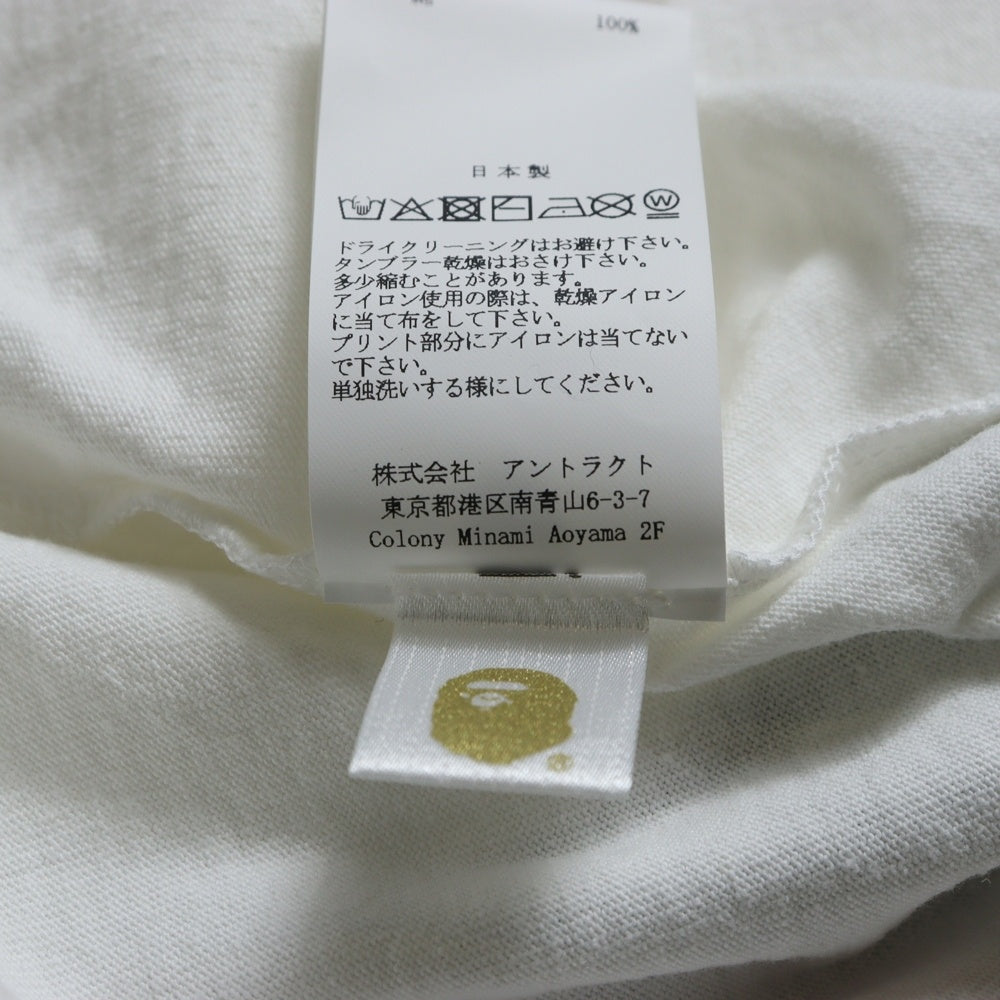 100%
日本製
W
ドライクリーニングはお避け下さい。
タンブラー乾燥はおさけ下さい。
多少縮むことがあります。
アイロン使用の際は、乾燥アイロン
に当て布をして下さい。
プリント部分にアイロンは当てない
で下さい。
単独洗いする様にしてください。
株式会社 アントラクト
東京都港区南青山6-3-7
Colony Minami Aoyama 2F
®